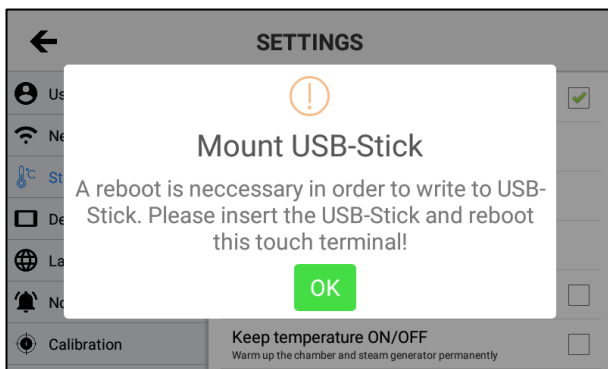 SETTINGS
Us
Ne
St
De
La
No
Mount USB-Stick
A reboot is neccessary in order to write to USB-
Stick. Please insert the USB-Stick and reboot
this touch terminal!
OK
Calibration
Keep temperature ON/OFF
Warm up the chamber and steam generator permanently